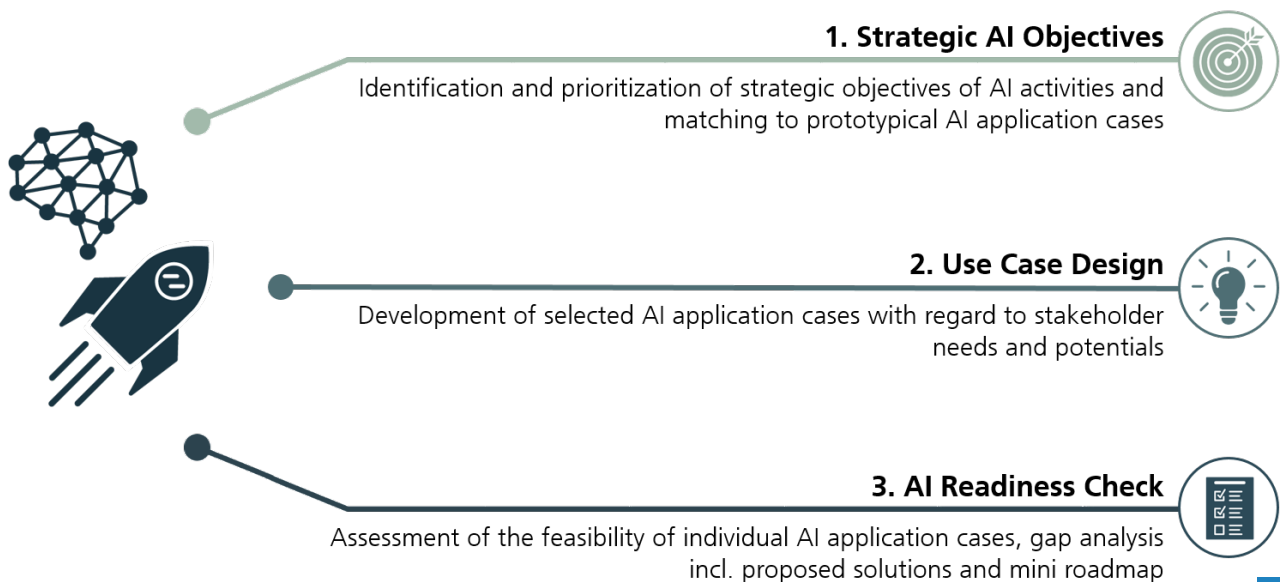 1. Strategic AI Objectives
Identification and prioritization of strategic objectives of AI activities and
matching to prototypical AI application cases
2. Use Case Design
Development of selected AI application cases with regard to stakeholder
needs and potentials
3. AI Readiness Check
Assessment of the feasibility of individual AI application cases, gap analysis
incl. proposed solutions and mini roadmap